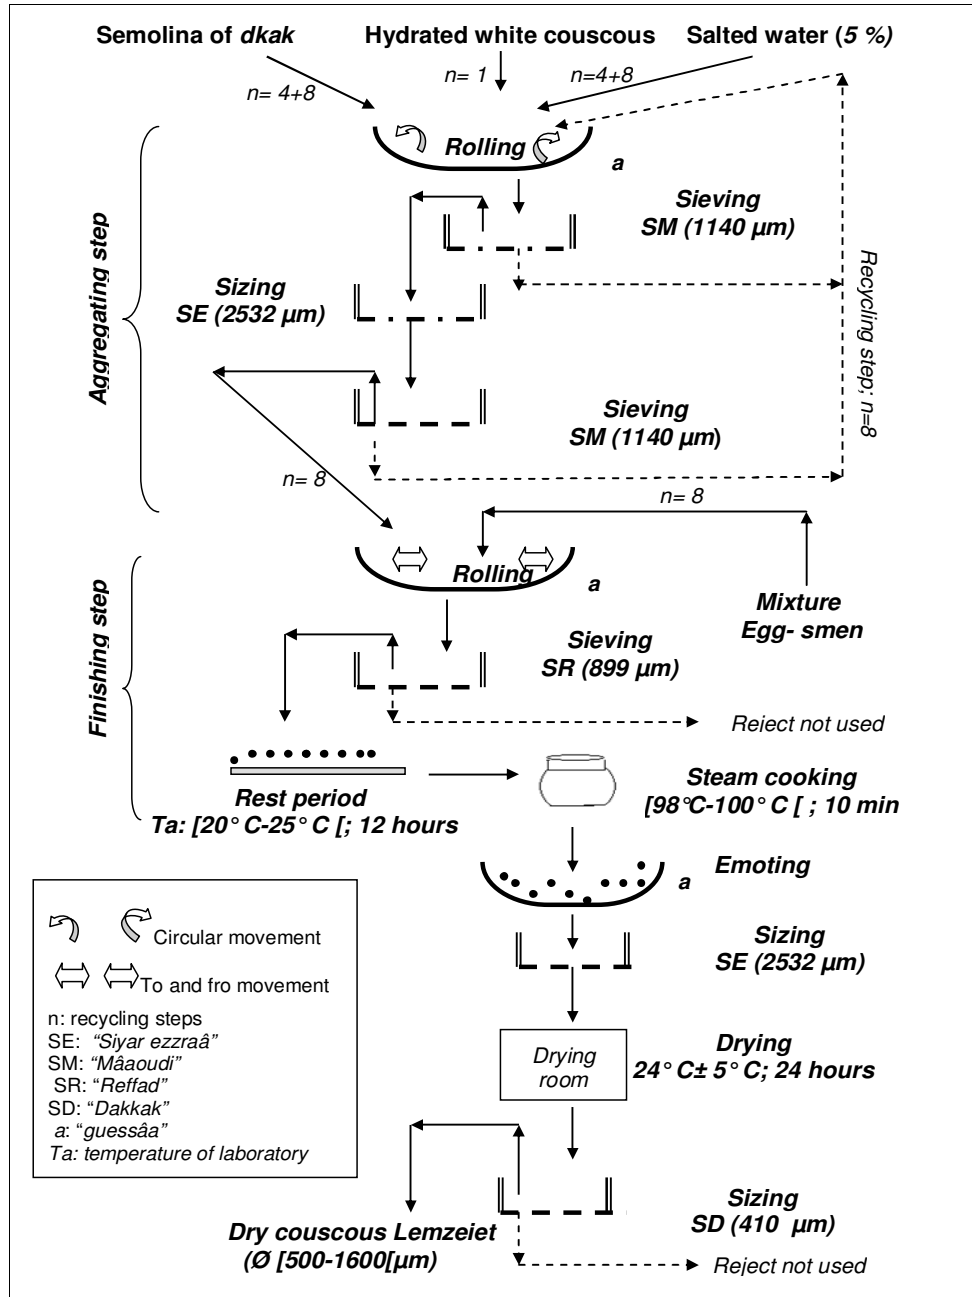 Semolina of dkak
Hydrated white couscous
Salted water (5 %)
n= 4+8
n= 1
n=4+8
Rolling
a
Sieving
SM (1140 µm)
Sizing
SE (2532 µm)
Aggregating step
Recycling step; n=8
Sieving
SM (1140 µm)
n= 8
n= 8
Rolling
a
Mixture
Egg- smen
Finishing step
Sieving
SR (899 µm)
Reject not used
Rest period
Ta: [20°C-25°C [; 12 hours
Steam cooking
[98°C-100°C [ ; 10 min
Emoting
a
Sizing
SE (2532 µm)
Circular movement
To and fro movement
n: recycling steps
SE: “Siyar ezzraâ”
SM: “Mâaoudi”
SR: “Reffad”
SD: “Dakkak”
a: “guessâa”
Ta: temperature of laboratory
Drying
room
Drying
24°C± 5°C; 24 hours
Sizing
SD (410 µm)
Dry couscous Lemzeiet
(Ø [500-1600[µm)
Reject not used